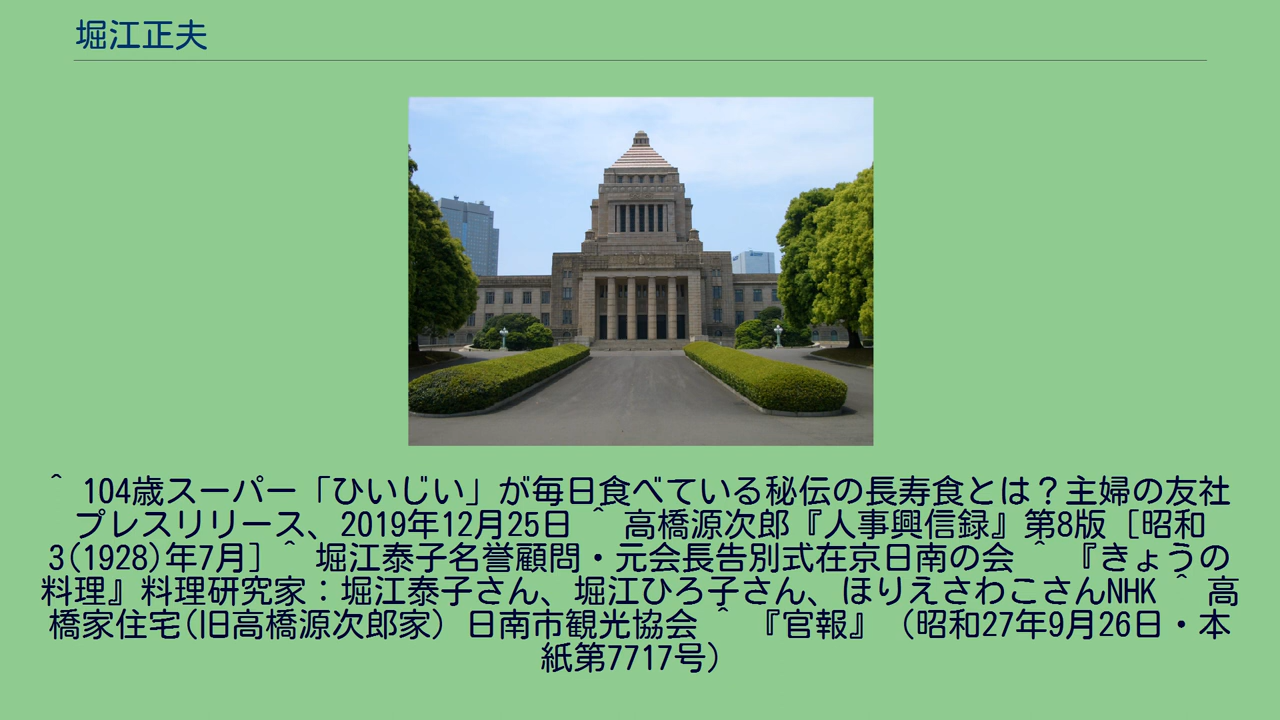 堀江正夫
^ 104歳スーパー「ひいじい」が毎日食べている秘伝の長寿食とは？主婦の友社
プレスリリース、2019年12月25日 ^ 高橋源次郎『人事興信録』第8版［昭和
3(1928)年7月］^ 堀江泰子名誉顧問・元会長告別式在京日南の会 ^ 『きょうの
料理』料理研究家：堀江泰子さん、堀江ひろ子さん、ほりえさわこさんNHK ^ 高
橋家住宅(旧高橋源次郎家) 日南市観光協会 ^ 『官報』（昭和27年9月26日・本
紙第7717号）